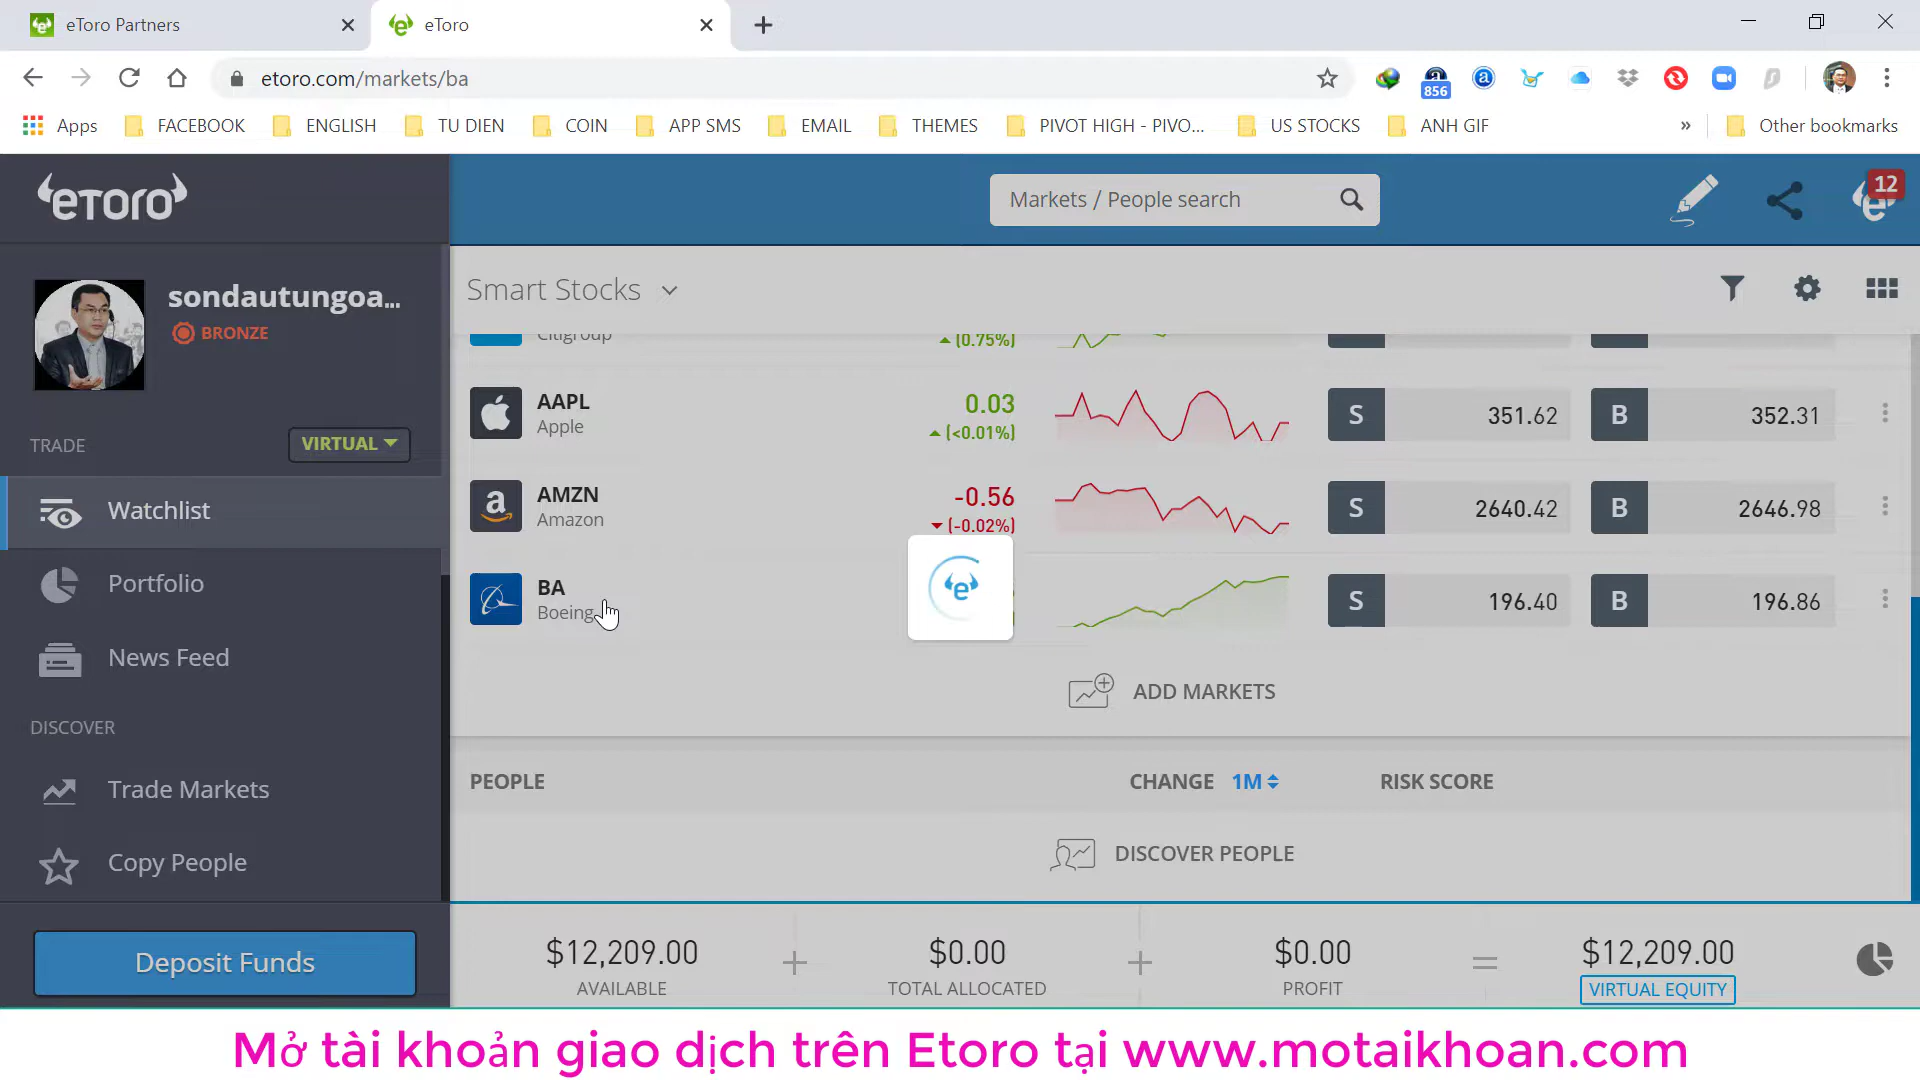 eToro Partners
eToro
etoro.com/markets/ba
856
Apps
FACEBOOK
ENGLISH
TU DIEN
COIN
APP SMS
EMAIL
THEMES
PIVOT HIGH - PIVO...
US STOCKS
ANH GIF
»
Other bookmarks
eToro
Markets / People search
12
sondautungoa...
BRONZE
Smart Stocks
TRADE
VIRTUAL
Watchlist
Portfolio
News Feed
DISCOVER
Trade Markets
Copy People
Deposit Funds
Citigroup
(0.75%)
AAPL
Apple
0.03
(<0.01%)
S
351.62
B
352.31
AMZN
Amazon
-0.56
(-0.02%)
S
2640.42
B
2646.98
BA
Boeing
S
196.40
B
196.86
ADD MARKETS
PEOPLE
CHANGE 1M
RISK SCORE
DISCOVER PEOPLE
$12,209.00
AVAILABLE
+
$0.00
TOTAL ALLOCATED
+
$0.00
PROFIT
=
$12,209.00
VIRTUAL EQUITY
Mở tài khoản giao dịch trên Etoro tại www.motaikhoan.com